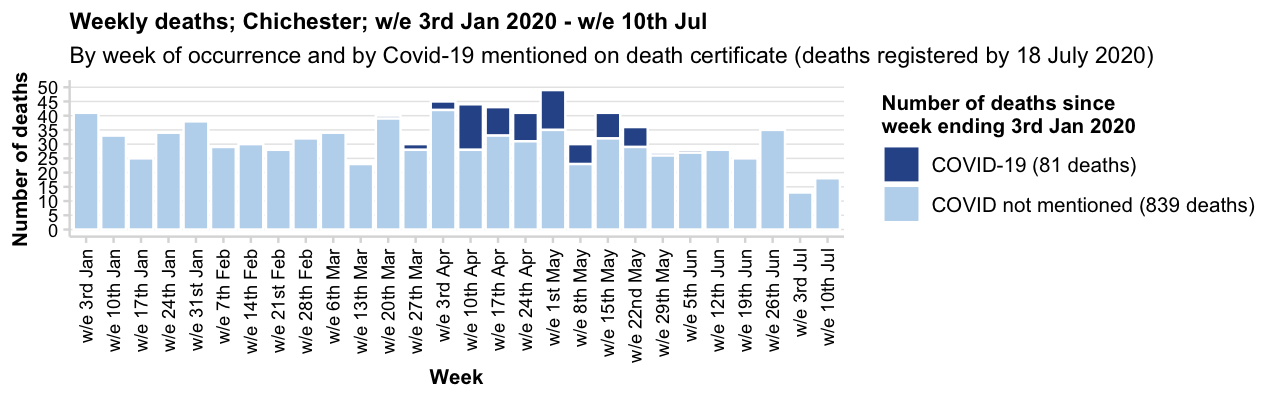 Weekly deaths; Chichester; w/e 3rd Jan 2020 - w/e 10th Jul
By week of occurrence and by Covid-19 mentioned on death certificate (deaths registered by 18 July 2020)
Number of deaths
50
45
40
35
30
25
20
15
10
5
0
w/e 3rd Jan
w/e 10th Jan
w/e 17th Jan
w/e 24th Jan
w/e 31st Jan
w/e 7th Feb
w/e 14th Feb
w/e 21st Feb
w/e 28th Feb
w/e 6th Mar
w/e 13th Mar
w/e 20th Mar
w/e 27th Mar
w/e 3rd Apr
w/e 10th Apr
w/e 17th Apr
w/e 24th Apr
w/e 1st May
w/e 8th May
w/e 15th May
w/e 22nd May
w/e 29th May
w/e 5th Jun
w/e 12th Jun
w/e 19th Jun
w/e 26th Jun
w/e 3rd Jul
w/e 10th Jul
Week
Number of deaths since
week ending 3rd Jan 2020
COVID-19 (81 deaths)
COVID not mentioned (839 deaths)